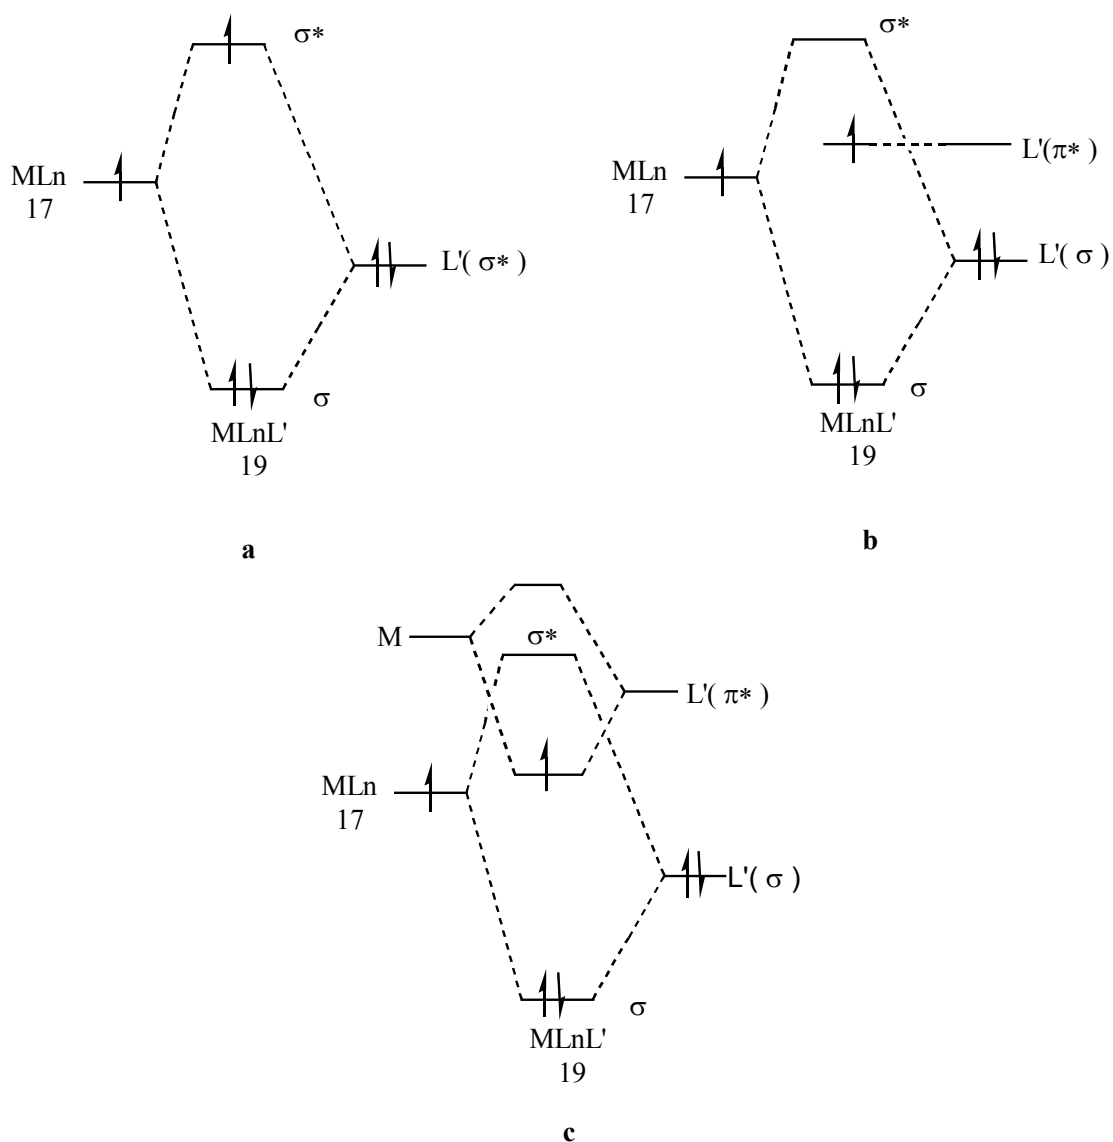 σ*
MLn
17
L'( σ* )
σ
MLnL'
19
a
σ*
L'(π* )
MLn
17
L'( σ )
σ
MLnL'
19
b
M
σ*
L'( π* )
MLn
17
L'( σ )
σ
MLnL'
19
c